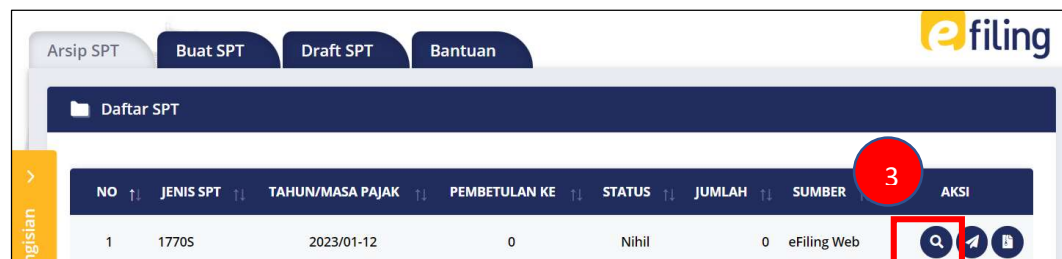 Arsip SPT Buat SPT Draft SPT Bantuan efiling
Daftar SPT
3
NO JENIS SPT TAHUN/MASA PAJAK PEMBETULAN KE STATUS JUMLAH SUMBER AKSI
1 1770S 2023/01-12 0 Nihil 0 eFiling Web